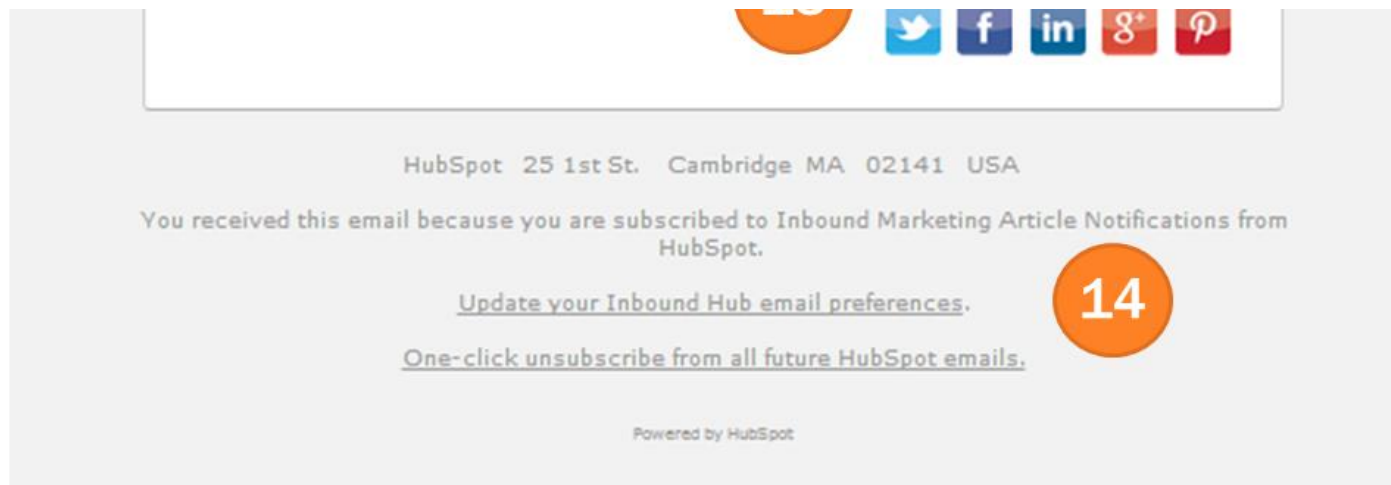 HubSpot 25 1st St. Cambridge MA 02141 USA
You received this email because you are subscribed to Inbound Marketing Article Notifications from
HubSpot.
14
Update your Inbound Hub email preferences.
One-click unsubscribe from all future HubSpot emails.
Powered by HubSpot